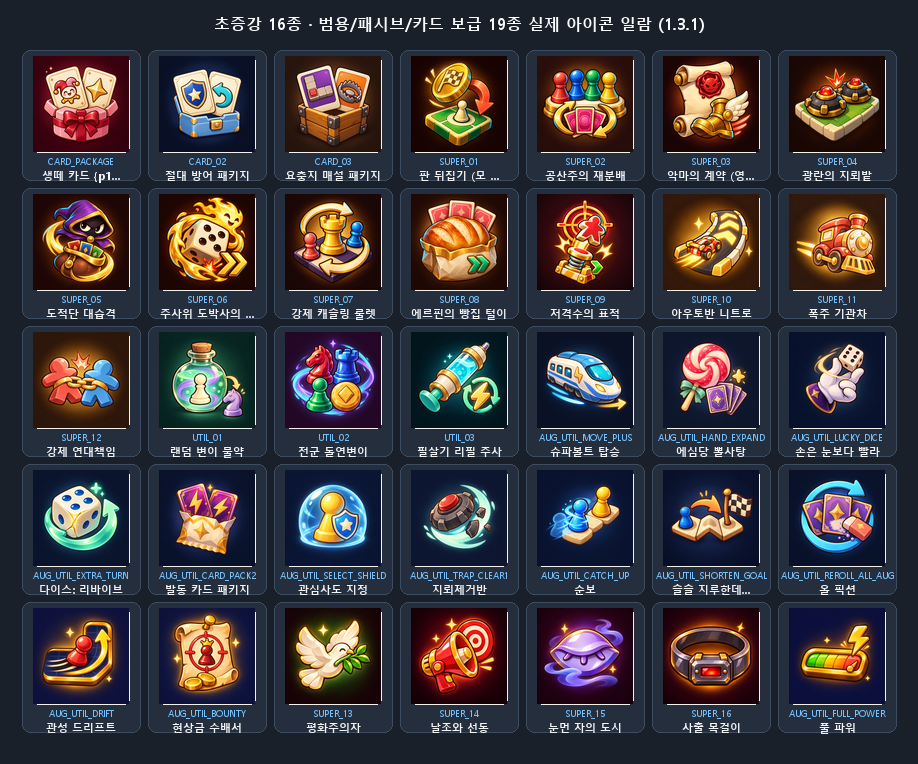 초증강 16종 · 범용/패시브/카드 보급 19종 실제 아이콘 일람 (1.3.1)
CARD_PACKAGE
생떼 카드 {p1...
CARD_02
절대 방어 패키지
CARD_03
요충지 매설 패키지
SUPER_01
판 뒤집기 (모 ...
SUPER_02
공산주의 재분배
SUPER_03
악마의 계약 (영...
SUPER_04
광란의 지뢰밭
SUPER_05
도적단 대습격
SUPER_06
주사위 도박사의 ...
SUPER_07
강제 캐슬링 룰렛
SUPER_08
에르핀의 빵집 털이
SUPER_09
저격수의 표적
SUPER_10
아우토반 니트로
SUPER_11
폭주 기관차
SUPER_12
강제 연대책임
UTIL_01
랜덤 변이 물약
UTIL_02
전군 돌연변이
UTIL_03
필살기 리필 주사
AUG_UTIL_MOVE_PLUS
슈파볼트 탑승
AUG_UTIL_HAND_EXPAND
에심당 뽈사탕
AUG_UTIL_LUCKY_DICE
손은 눈보다 빨라
AUG_UTIL_EXTRA_TURN
다이스: 리바이브
AUG_UTIL_CARD_PACK2
발동 카드 패키지
AUG_UTIL_SELECT_SHIELD
관심사도 지정
AUG_UTIL_TRAP_CLEAR1
지뢰제거반
AUG_UTIL_CATCH_UP
순보
AUG_UTIL_SHORTEN_GOAL
슬슬 지루한데...
AUG_UTIL_REROLL_ALL_AUG
올 픽션
AUG_UTIL_DRIFT
관성 드리프트
AUG_UTIL_BOUNTY
현상금 수배서
SUPER_13
평화주의자
SUPER_14
날조와 선동
SUPER_15
눈먼 자의 도시
SUPER_16
사출 목걸이
AUG_UTIL_FULL_POWER
풀 파워